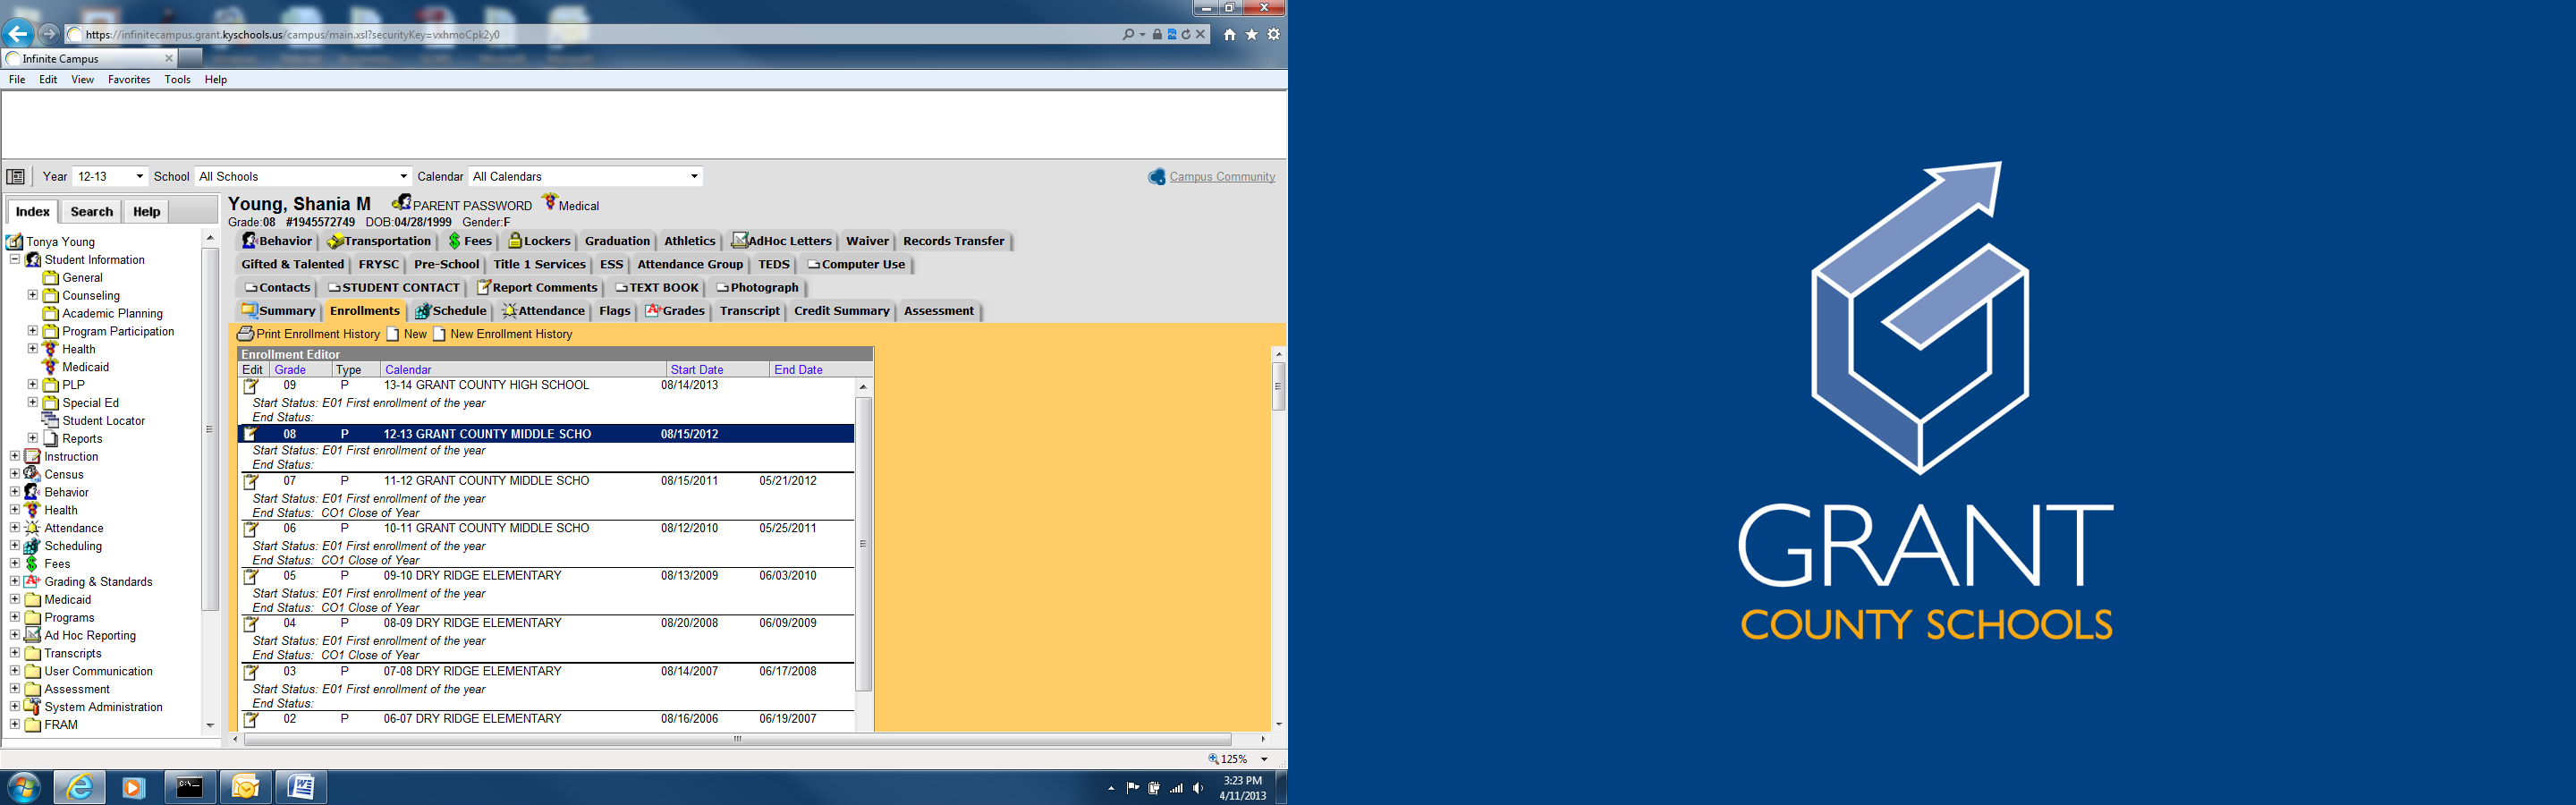 https://infinitecampus.grant.kyschools.us/campus/main.xsl?securityKey=vxhmoCpk2y0
Infinite Campus
File Edit View Favorites Tools Help
Year 12-13 School All Schools Calendar All Calendars Campus Community
Index Search Help
Tonya Young
Student Information
General
Counseling
Academic Planning
Program Participation
Health
Medicaid
PLP
Special Ed
Student Locator
Reports
Instruction
Census
Behavior
Health
Attendance
Scheduling
Fees
Grading & Standards
Medicaid
Programs
Ad Hoc Reporting
Transcripts
User Communication
Assessment
System Administration
FRAM
Young, Shania M PARENT PASSWORD Medical
Grade:08 #1945572749 DOB:04/28/1999 Gender:F
Behavior Transportation Fees Lockers Graduation Athletics AdHoc Letters Waiver Records Transfer
Gifted & Talented FRYSC Pre-School Title 1 Services ESS Attendance Group TEDS Computer Use
Contacts STUDENT CONTACT Report Comments TEXT BOOK Photograph
Summary Enrollments Schedule Attendance Flags Grades Transcript Credit Summary Assessment
Print Enrollment History New New Enrollment History
Enrollment Editor
Edit Grade Type Calendar Start Date End Date
09 P 13-14 GRANT COUNTY HIGH SCHOOL 08/14/2013
Start Status: E01 First enrollment of the year
End Status:
08 P 12-13 GRANT COUNTY MIDDLE SCHO 08/15/2012
Start Status: E01 First enrollment of the year
End Status:
07 P 11-12 GRANT COUNTY MIDDLE SCHO 08/15/2011 05/21/2012
Start Status: E01 First enrollment of the year
End Status: CO1 Close of Year
06 P 10-11 GRANT COUNTY MIDDLE SCHO 08/12/2010 05/25/2011
Start Status: E01 First enrollment of the year
End Status: CO1 Close of Year
05 P 09-10 DRY RIDGE ELEMENTARY 08/13/2009 06/03/2010
Start Status: E01 First enrollment of the year
End Status: CO1 Close of Year
04 P 08-09 DRY RIDGE ELEMENTARY 08/20/2008 06/09/2009
Start Status: E01 First enrollment of the year
End Status: CO1 Close of Year
03 P 07-08 DRY RIDGE ELEMENTARY 08/14/2007 06/17/2008
Start Status: E01 First enrollment of the year
End Status:
02 P 06-07 DRY RIDGE ELEMENTARY 08/16/2006 06/19/2007
125%
3:23 PM
4/11/2013
GRANT
COUNTY SCHOOLS